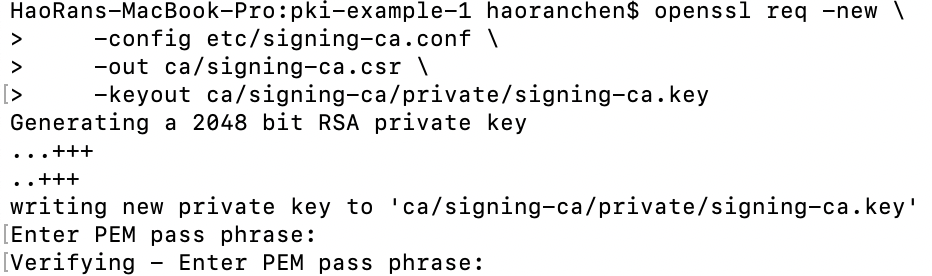 HaoRans-MacBook-Pro:pki-example-1 haoranchen$ openssl req -new \
>     -config etc/signing-ca.conf \
>     -out ca/signing-ca.csr \
[>     -keyout ca/signing-ca/private/signing-ca.key
Generating a 2048 bit RSA private key
...+++
..+++
writing new private key to 'ca/signing-ca/private/signing-ca.key'
[Enter PEM pass phrase:
[Verifying - Enter PEM pass phrase: